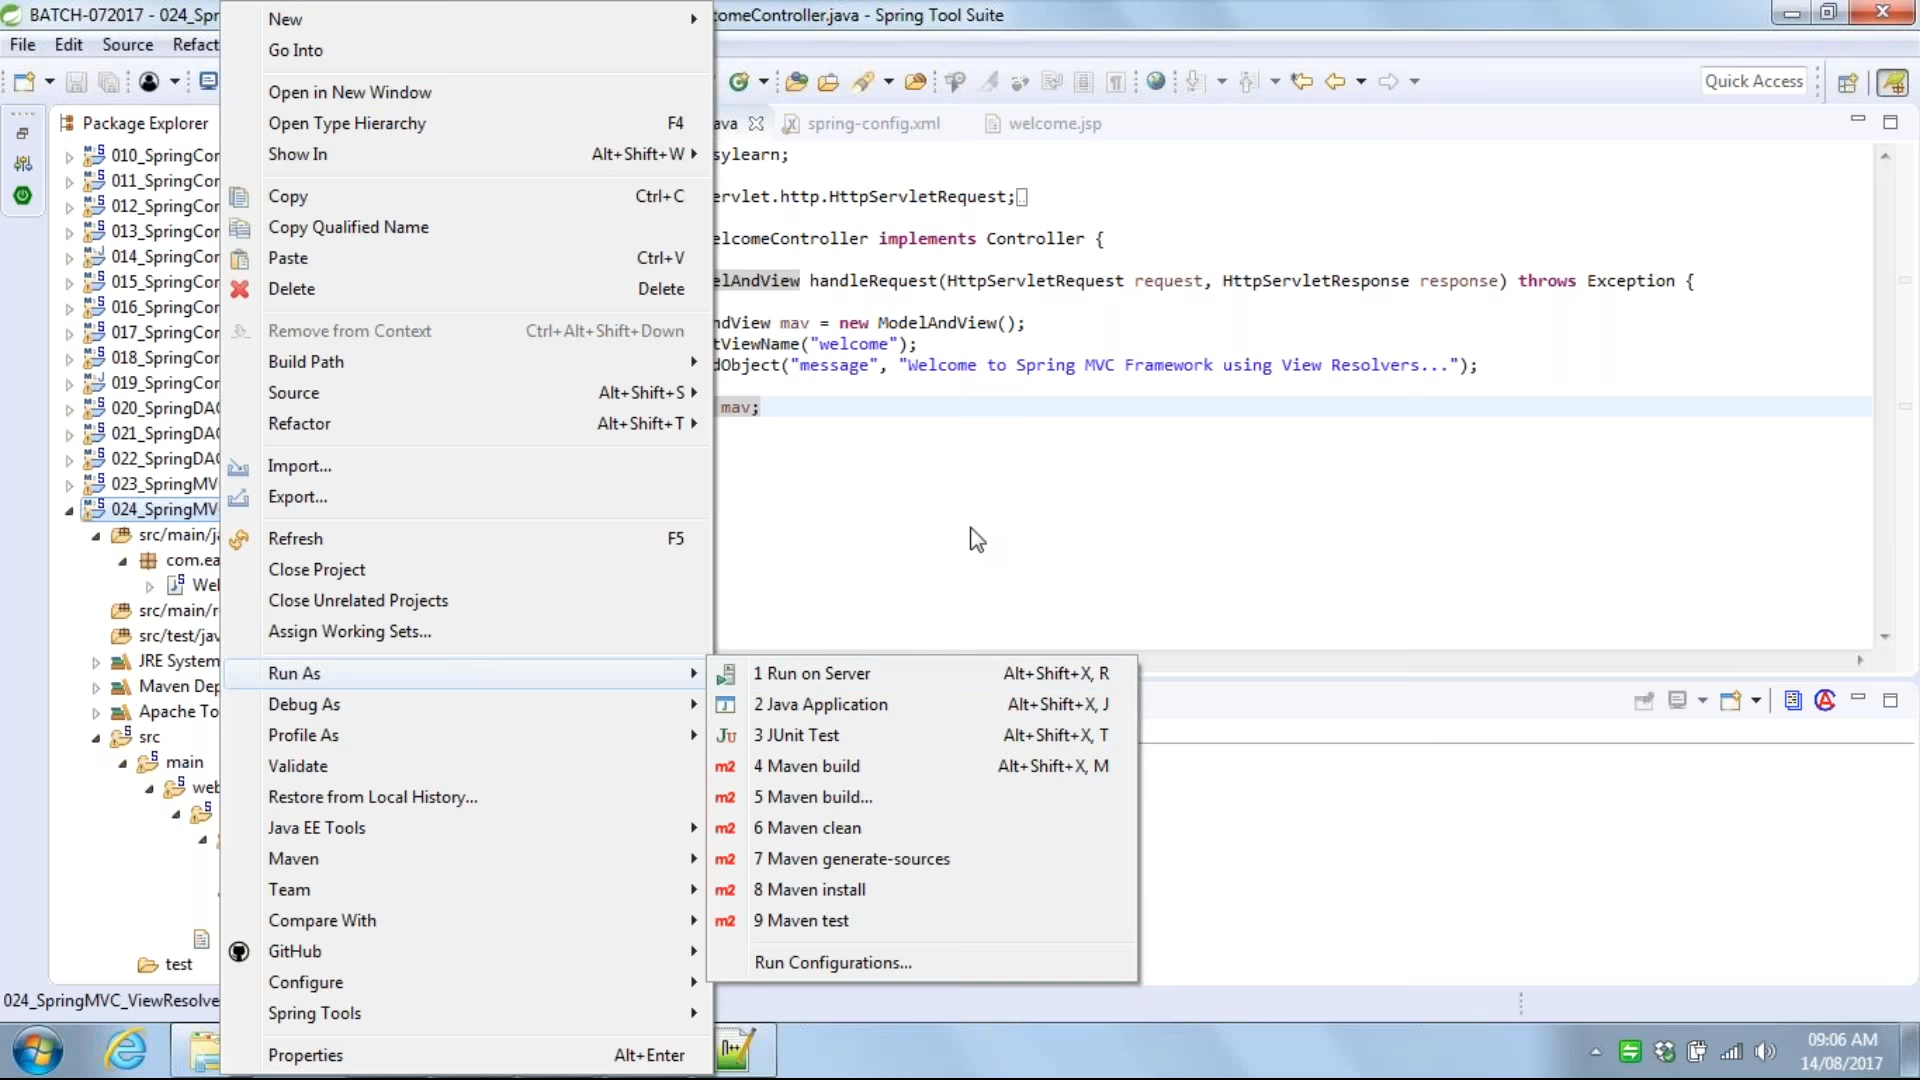 BATCH-072017 - 024_Spr
comeController.java - Spring Tool Suite
File Edit Source Refact
Quick Access
Package Explorer
010_SpringCor
011_SpringCor
012_SpringCor
013_SpringCor
014_SpringCor
015_SpringCor
016_SpringCor
017_SpringCor
018_SpringCor
019_SpringCor
020_SpringDAO
021_SpringDAO
022_SpringDAO
023_SpringMV
024_SpringMV
src/main/ja
com.ea
Wel
src/main/r
src/test/jav
JRE System
Maven Dep
Apache To
src
main
web
test
024_SpringMVC_ViewResolve
New
Go Into
Open in New Window
Open Type Hierarchy F4
Show In Alt+Shift+W
Copy Ctrl+C
Copy Qualified Name
Paste Ctrl+V
Delete Delete
Remove from Context Ctrl+Alt+Shift+Down
Build Path
Source Alt+Shift+S
Refactor Alt+Shift+T
Import...
Export...
Refresh F5
Close Project
Close Unrelated Projects
Assign Working Sets...
Run As
Debug As
Profile As
Validate
Restore from Local History...
Java EE Tools
Maven
Team
Compare With
GitHub
Configure
Spring Tools
Properties Alt+Enter
1 Run on Server Alt+Shift+X, R
2 Java Application Alt+Shift+X, J
3 JUnit Test Alt+Shift+X, T
4 Maven build Alt+Shift+X, M
5 Maven build...
6 Maven clean
7 Maven generate-sources
8 Maven install
9 Maven test
Run Configurations...
ava spring-config.xml welcome.jsp
sylearn;
ervlet.http.HttpServletRequest;
elcomeController implements Controller {
elAndView handleRequest(HttpServletRequest request, HttpServletResponse response) throws Exception {
ndView mav = new ModelAndView();
tViewName("welcome");
dObject("message", "Welcome to Spring MVC Framework using View Resolvers...");
mav;
09:06 AM
14/08/2017